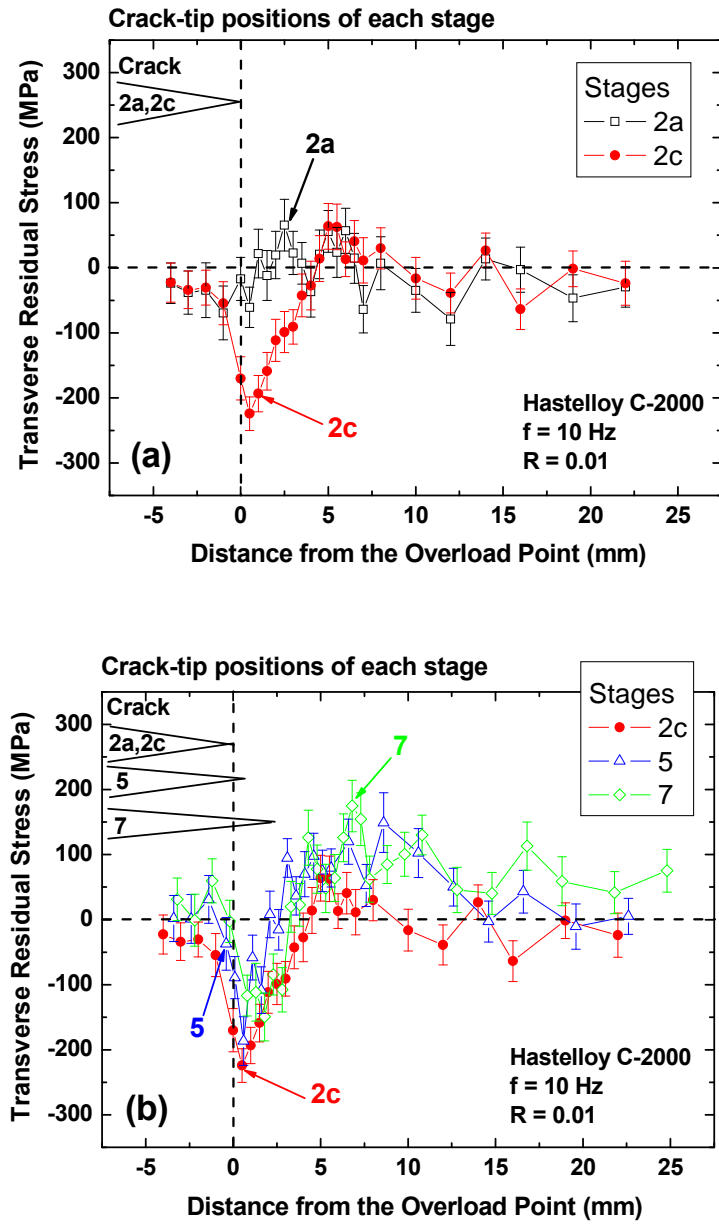 Crack-tip positions of each stage
300
200
100
0
-100
-200
-300
Transverse Residual Stress (MPa)
Crack
2a,2c
2a
2c
Stages
2a
2c
(a)
Hastelloy C-2000
f = 10 Hz
R = 0.01
-5 0 5 10 15 20 25
Distance from the Overload Point (mm)
Crack-tip positions of each stage
300
200
100
0
-100
-200
-300
Transverse Residual Stress (MPa)
Crack
2a,2c
5
7
7
5
2c
Stages
2c
5
7
(b)
Hastelloy C-2000
f = 10 Hz
R = 0.01
-5 0 5 10 15 20 25
Distance from the Overload Point (mm)